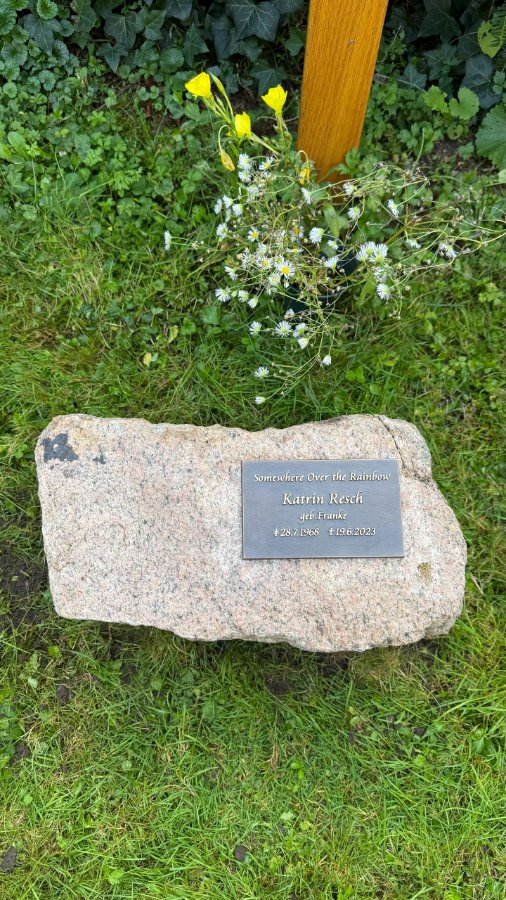 Somewhere Over the Rainbow
Katrin Resch
geb.Franke
*28.7.1968 †19.6.2023